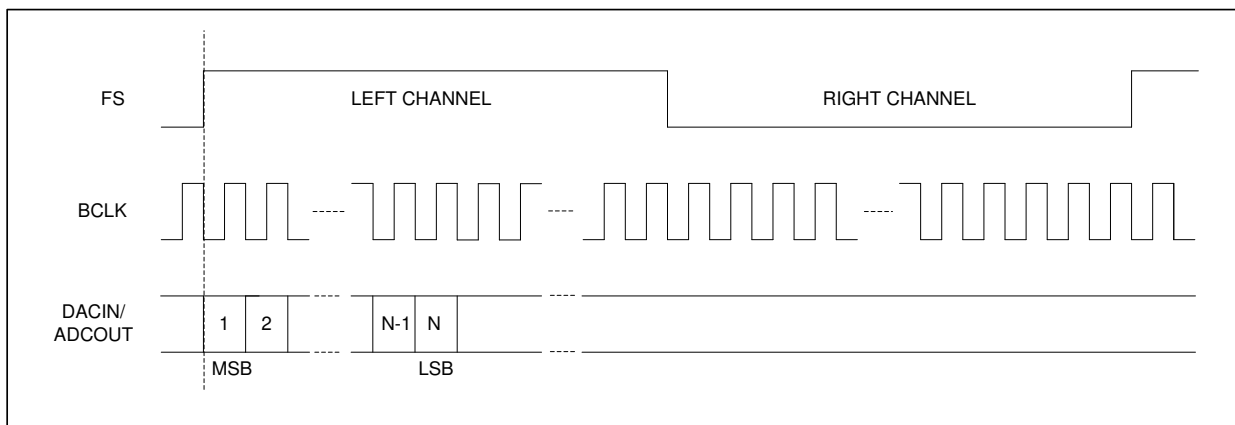 FS
LEFT CHANNEL
RIGHT CHANNEL
BCLK
DACIN/
ADCOUT
1
2
N-1
N
MSB
LSB